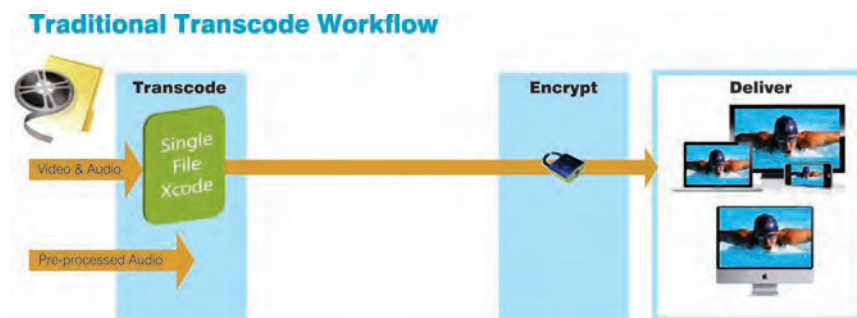 Traditional Transcode Workflow
Transcode
Encrypt
Deliver
Single
File
Xcode
Video & Audio
Pre-processed Audio